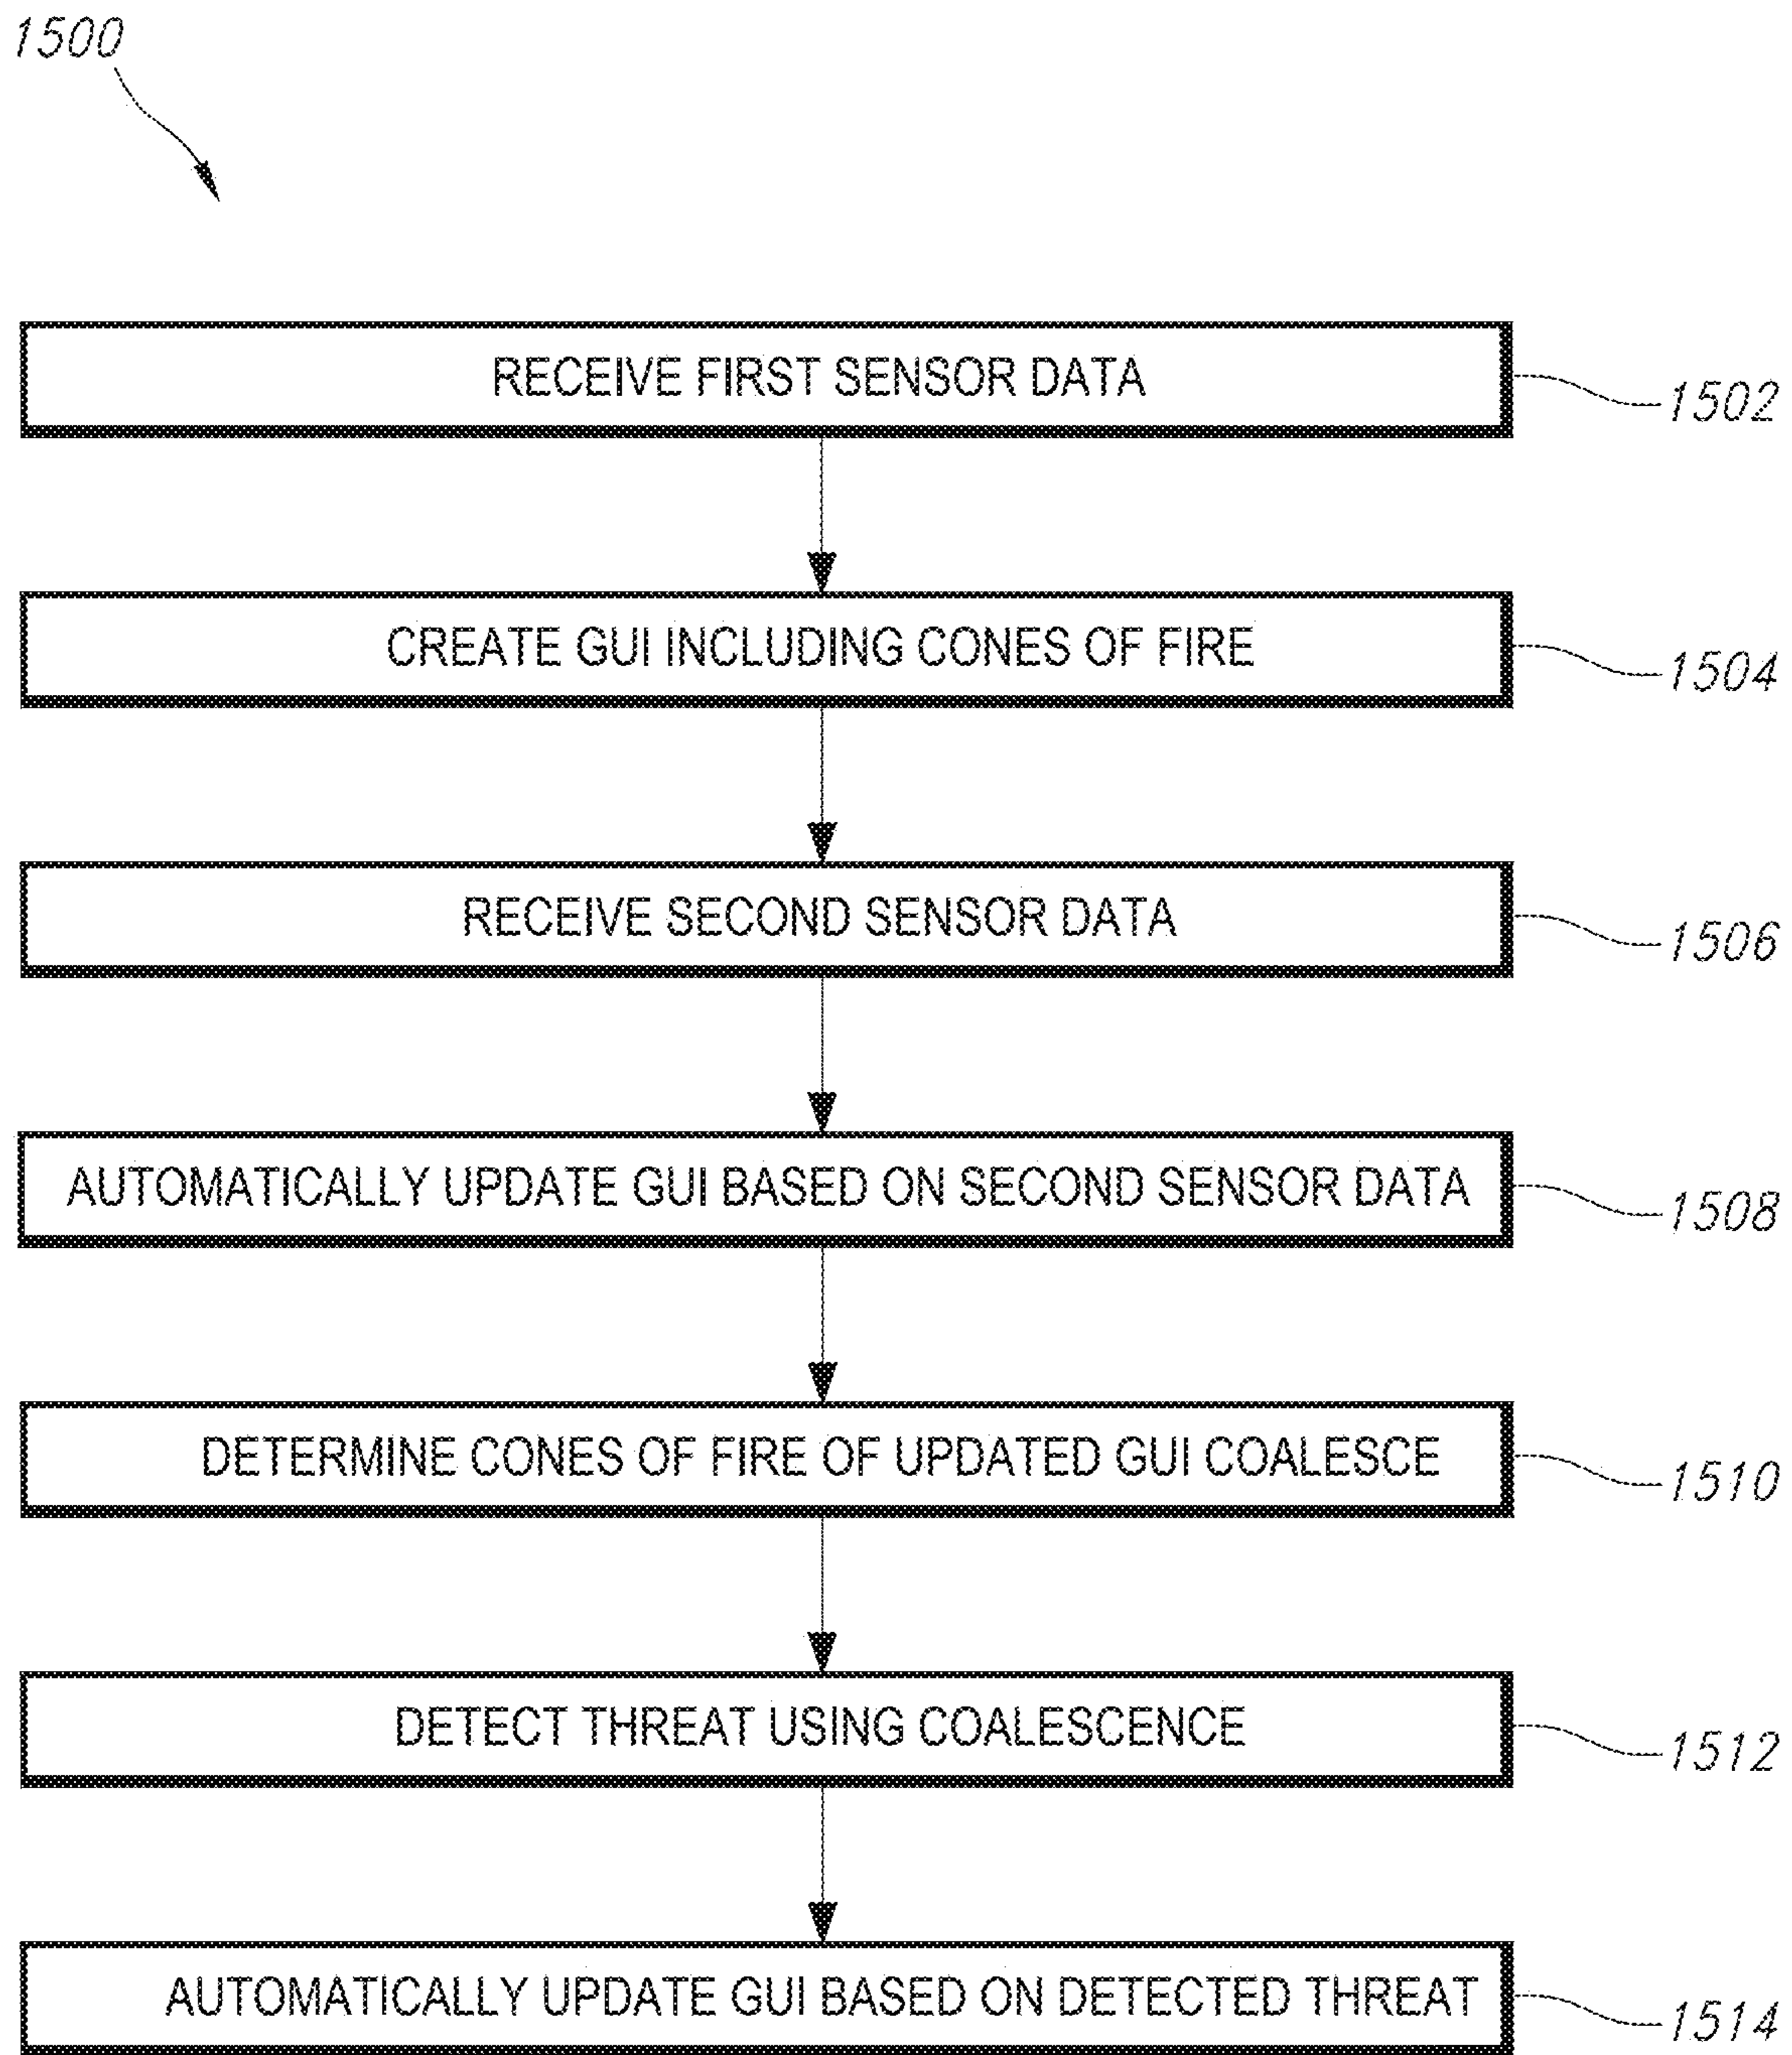 1500
RECEIVE FIRST SENSOR DATA
1502
CREATE GUI INCLUDING CONES OF FIRE
1504
RECEIVE SECOND SENSOR DATA
1506
AUTOMATICALLY UPDATE GUI BASED ON SECOND SENSOR DATA
1508
DETERMINE CONES OF FIRE OF UPDATED GUI COALESCE
1510
DETECT THREAT USING COALESCENCE
1512
AUTOMATICALLY UPDATE GUI BASED ON DETECTED THREAT
1514